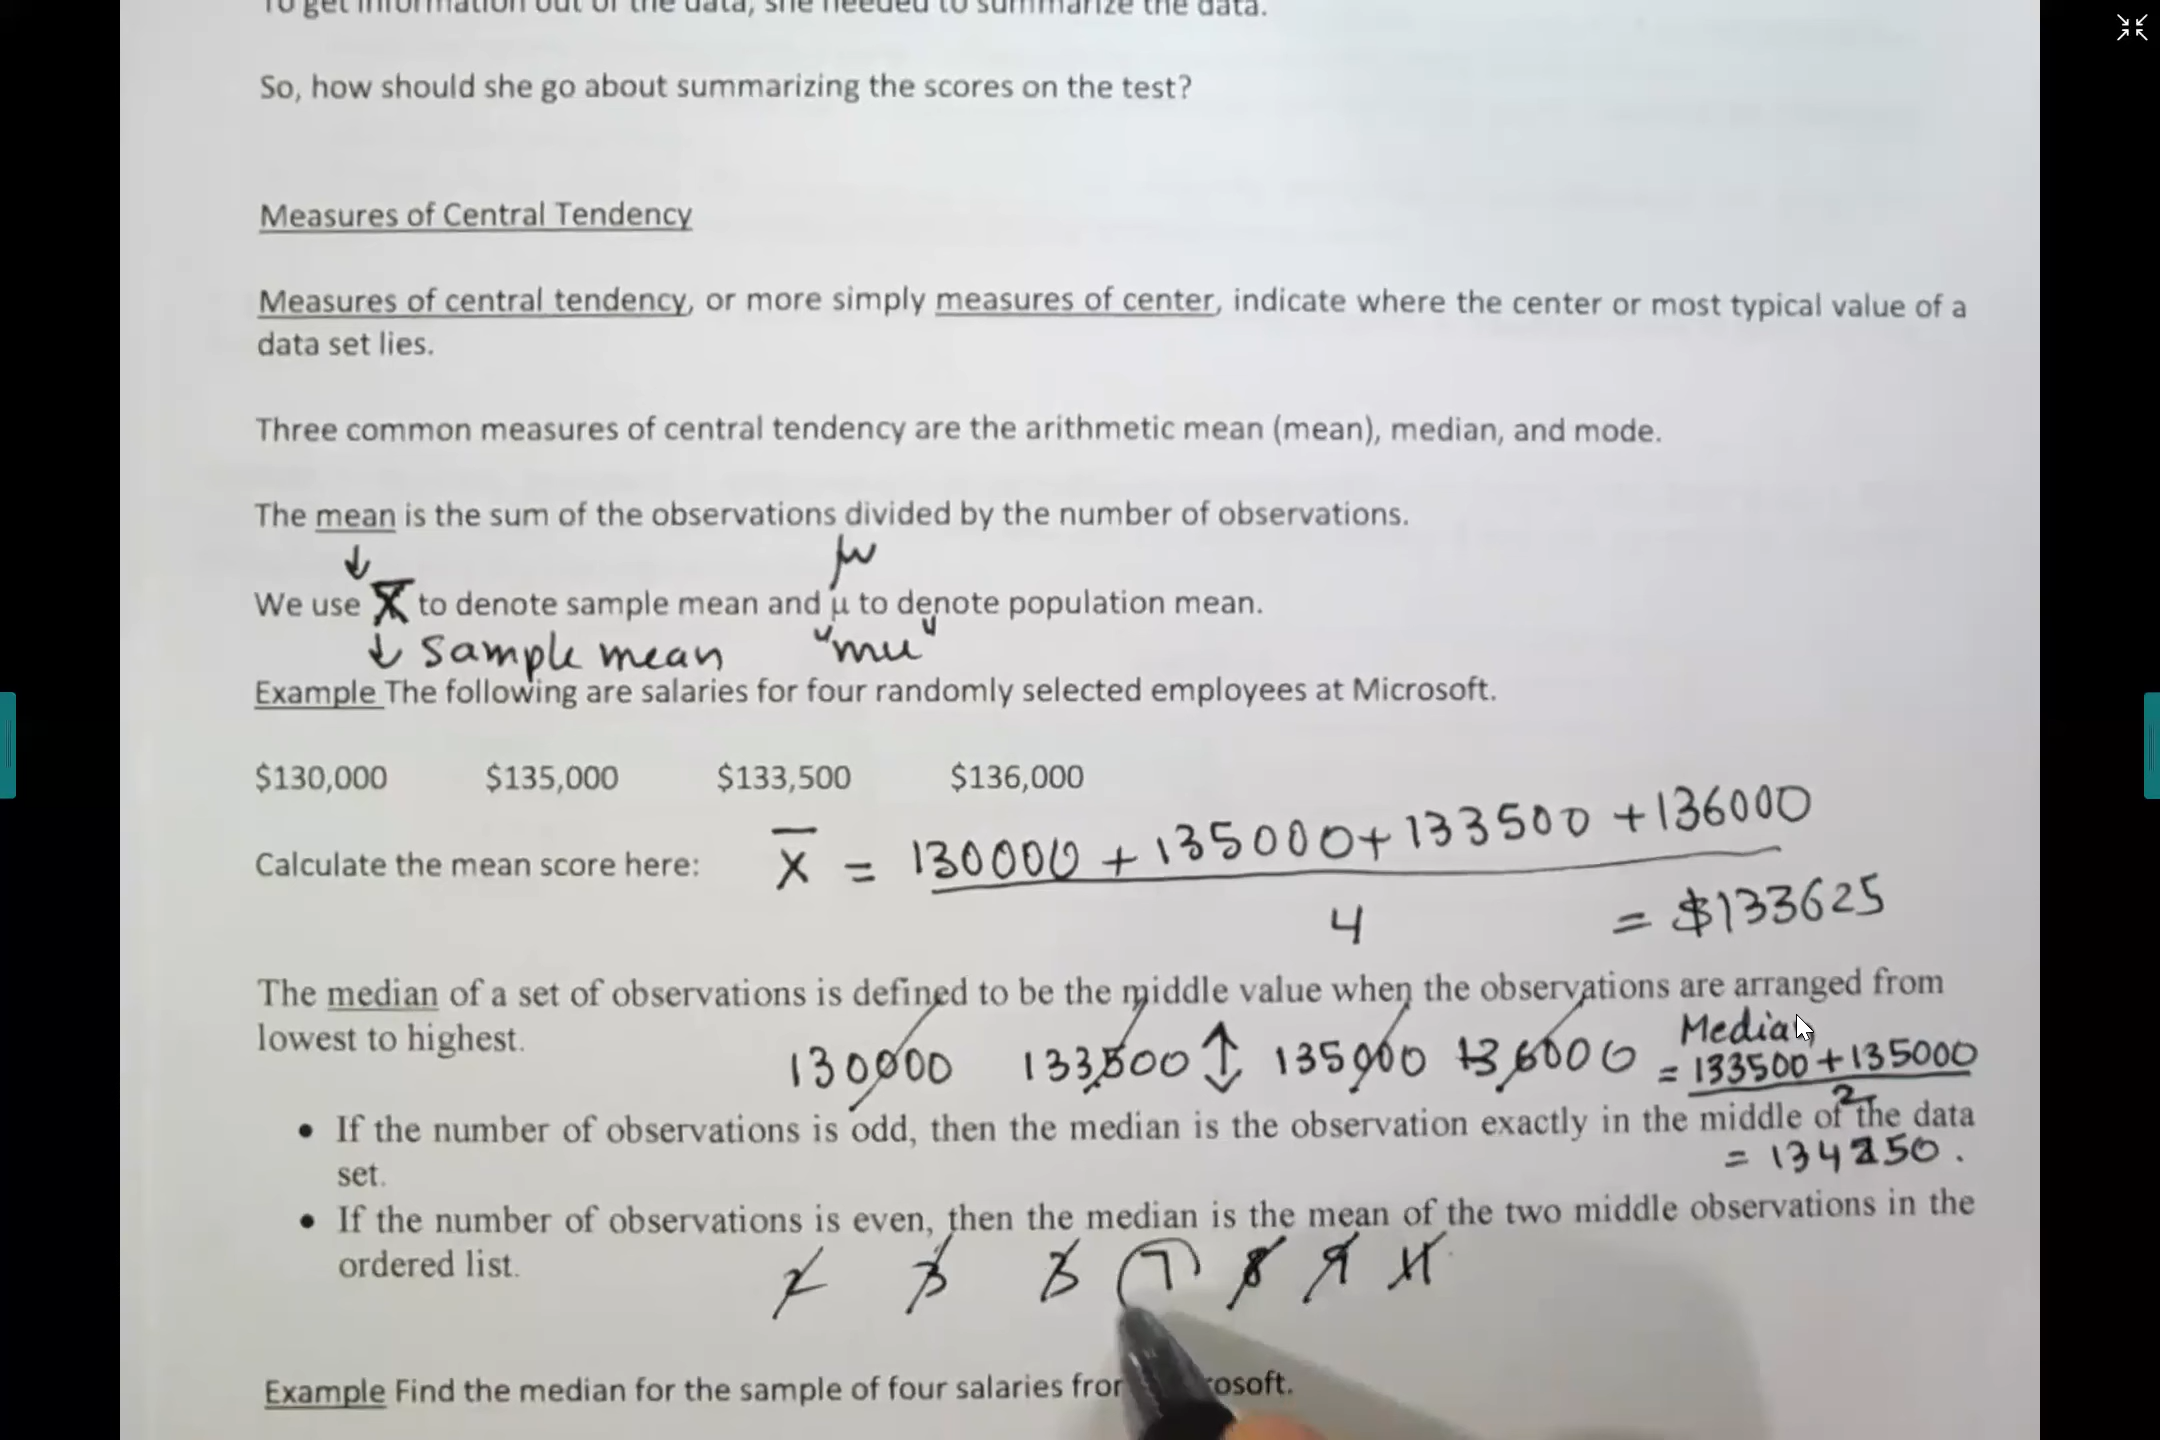 To get information out of the data, she needed to summarize the data.
So, how should she go about summarizing the scores on the test?
Measures of Central Tendency
Measures of central tendency, or more simply measures of center, indicate where the center or most typical value of a
data set lies.
Three common measures of central tendency are the arithmetic mean (mean), median, and mode.
The mean is the sum of the observations divided by the number of observations.
↓ μ
We use X̅ to denote sample mean and μ to denote population mean.
↓ sample mean "mu"
Example The following are salaries for four randomly selected employees at Microsoft.
$130,000 $135,000 $133,500 $136,000
Calculate the mean score here: x̅ = 130000 + 135000 + 133500 + 136000
4 = $133625
The median of a set of observations is defined to be the middle value when the observations are arranged from
lowest to highest.
Median
130000 133500 ↕ 135000 136000 = 133500 + 135000
2
If the number of observations is odd, then the median is the observation exactly in the middle of the data
set. = 134250.
If the number of observations is even, then the median is the mean of the two middle observations in the
ordered list. 2 3 3 7 8 9 11
Example Find the median for the sample of four salaries osoft.